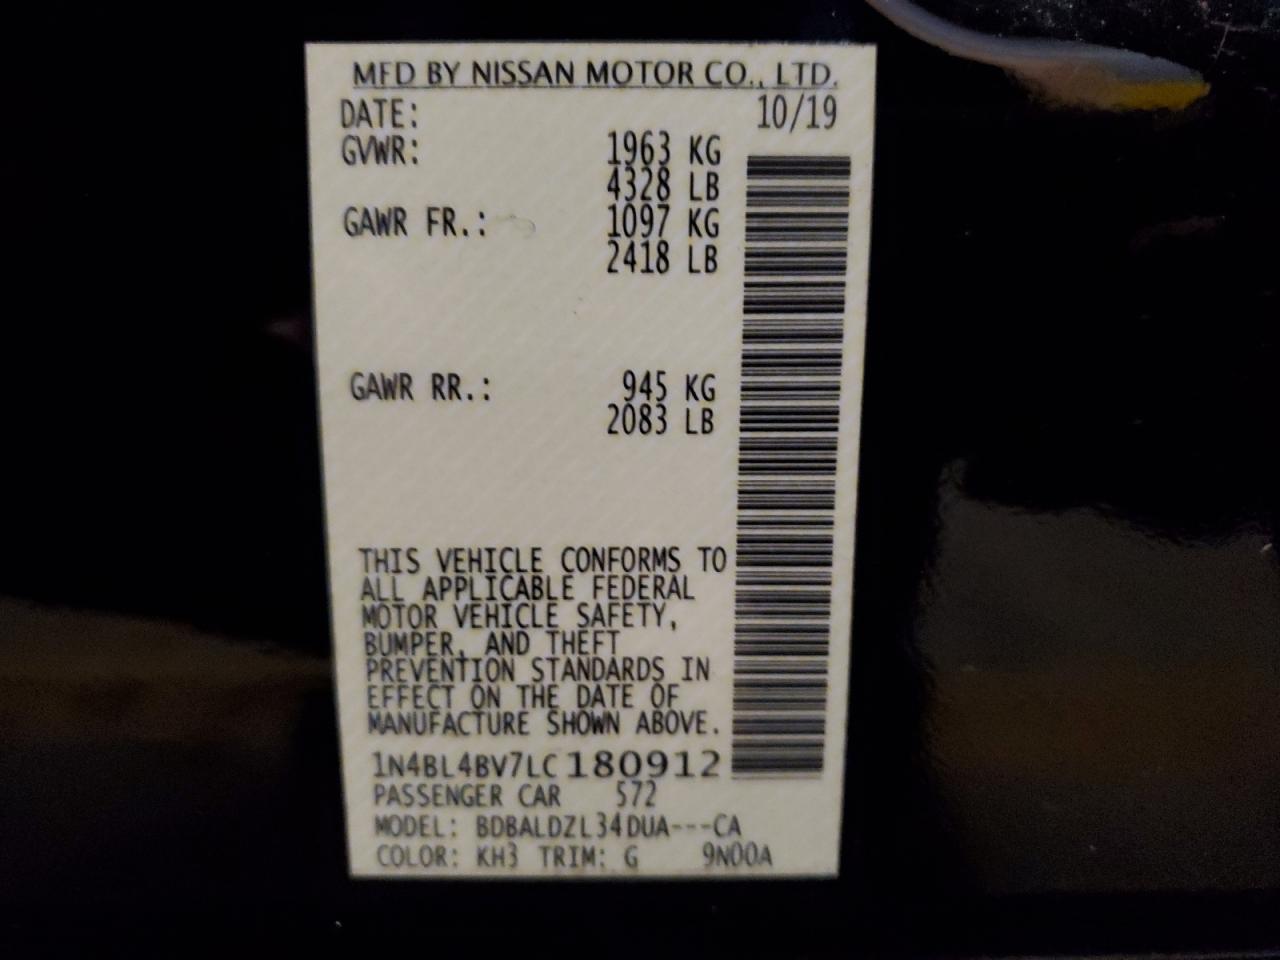 MFD BY NISSAN MOTOR CO., LTD.
DATE: 10/19
GVWR: 1963 KG
4328 LB
GAWR FR.: 1097 KG
2418 LB
GAWR RR.: 945 KG
2083 LB
THIS VEHICLE CONFORMS TO
ALL APPLICABLE FEDERAL
MOTOR VEHICLE SAFETY,
BUMPER, AND THEFT
PREVENTION STANDARDS IN
EFFECT ON THE DATE OF
MANUFACTURE SHOWN ABOVE.
1N4BL4BV7LC180912
PASSENGER CAR 572
MODEL: BDBALDZL34DUA---CA
COLOR: KH3 TRIM: G 9N00A